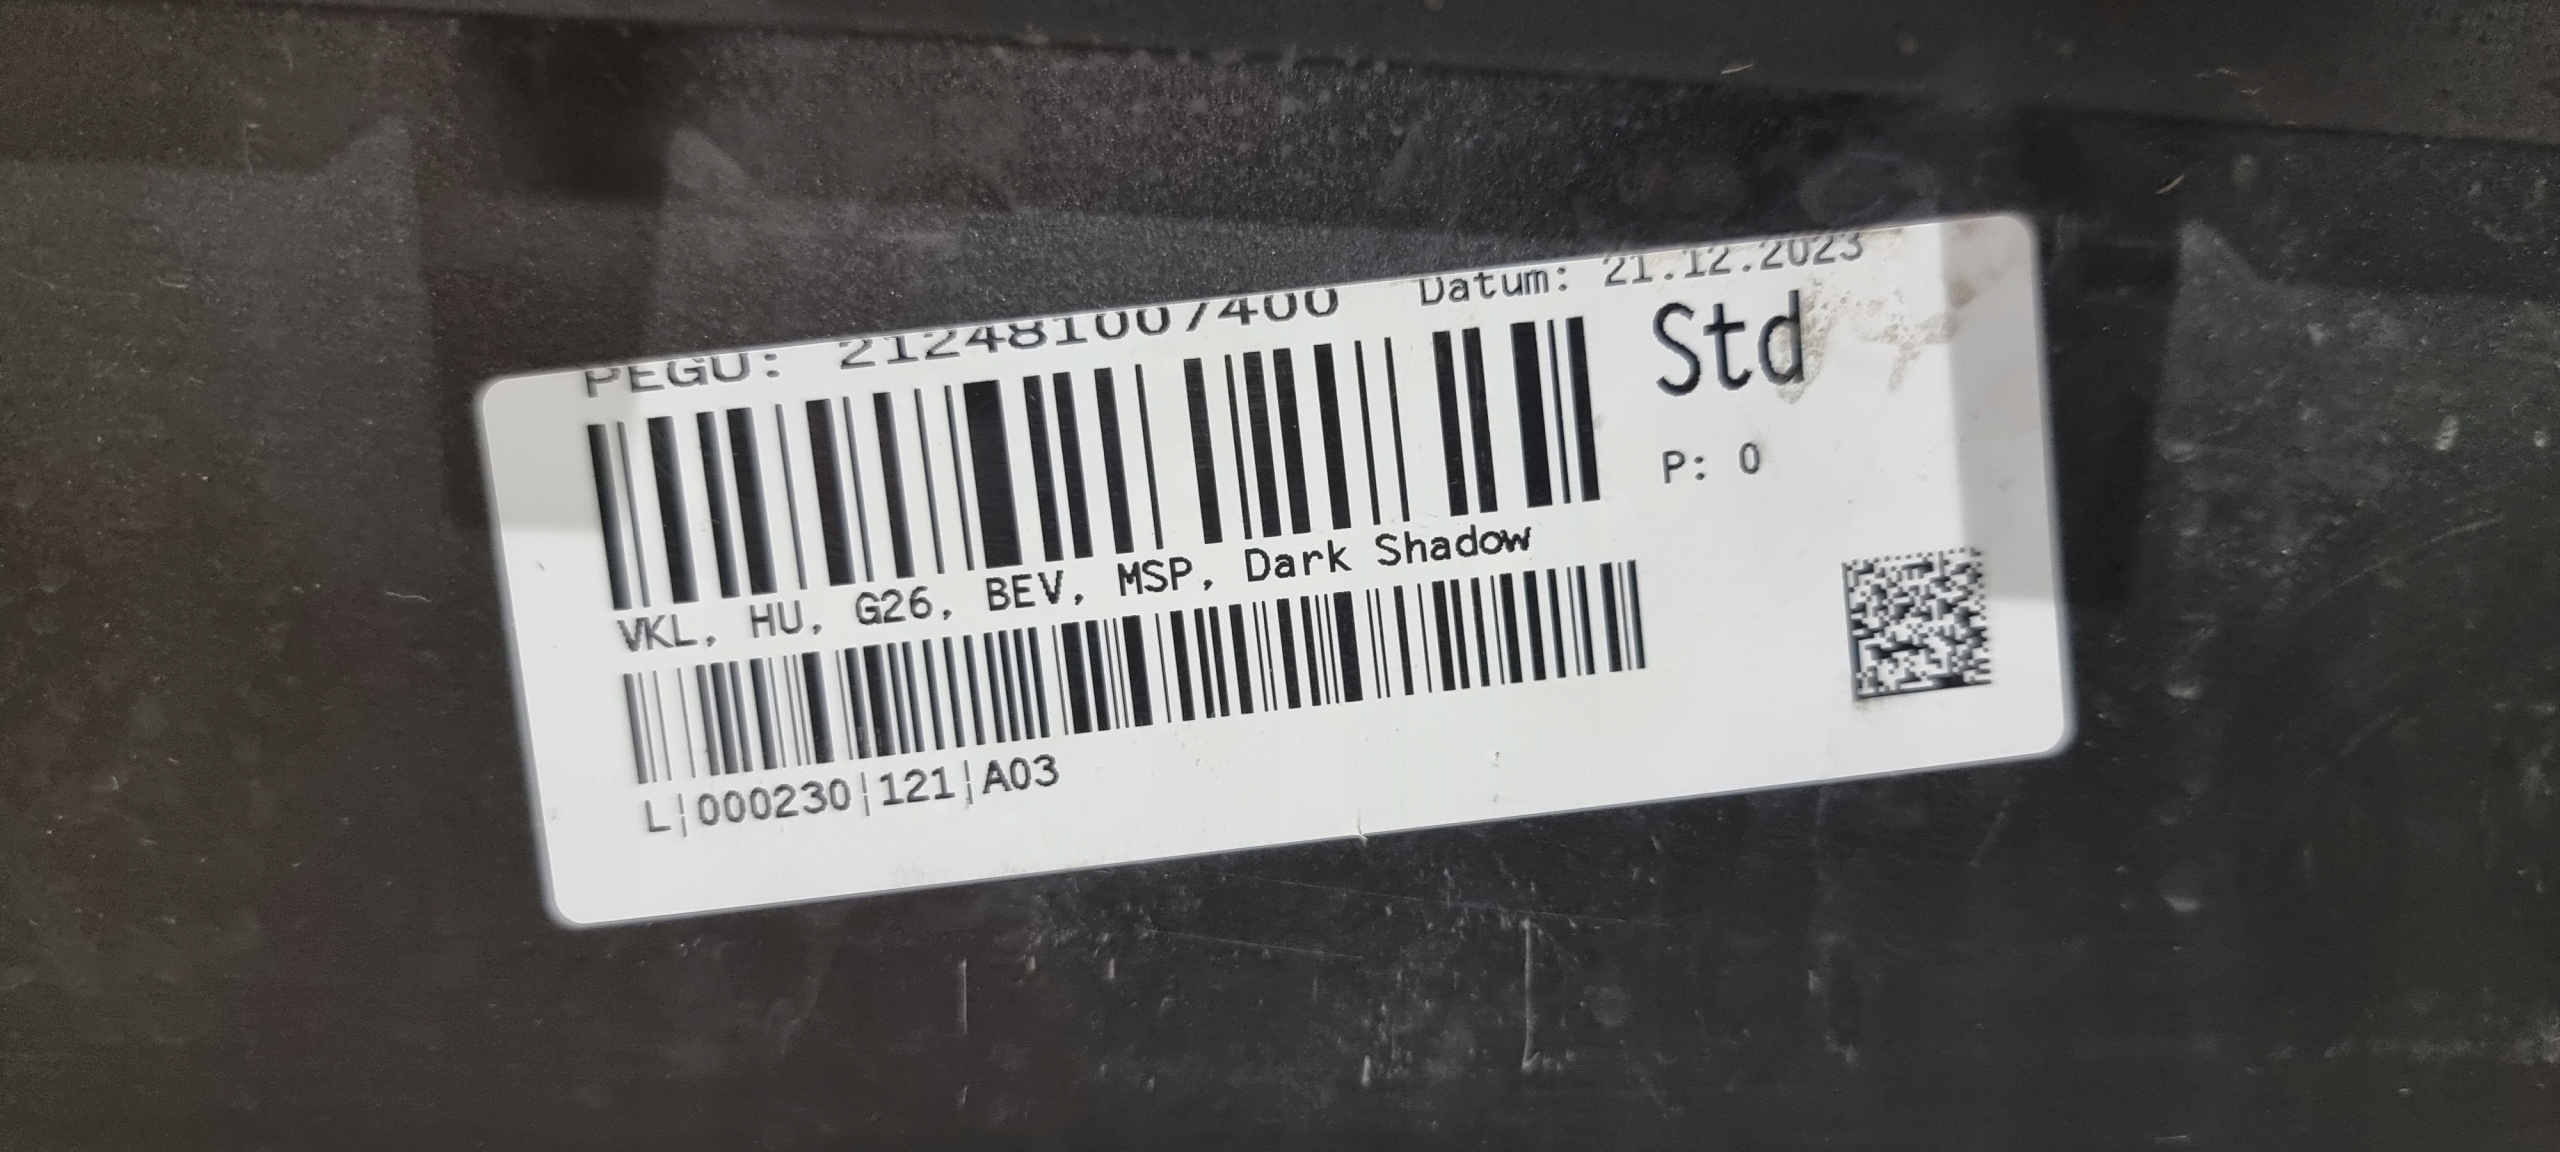 PEGU: 212481007400 Datum: 21.12.2023
Std
P: 0
VKL, HU, G26, BEV, MSP, Dark Shadow
L|000230|121|A03